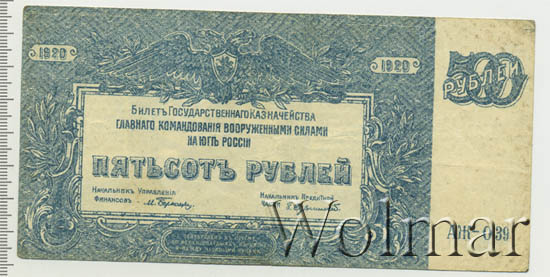 1920
1920
500
РУБЛЕЙ
БИЛЕТЪ ГОСУДАРСТВЕННАГО КАЗНАЧЕЙСТВА
ГЛАВНАГО КОМАНДОВАНІЯ ВООРУЖЕННЫМИ СИЛАМИ
НА ЮГѢ РОССІИ
ПЯТЬСОТЪ РУБЛЕЙ
НАЧАЛЬНИКЪ УПРАВЛЕНІЯ
ФИНАНСОВЪ
НАЧАЛЬНИКЪ КРЕДИТНОЙ
ЧАСТИ
039
Wolmar